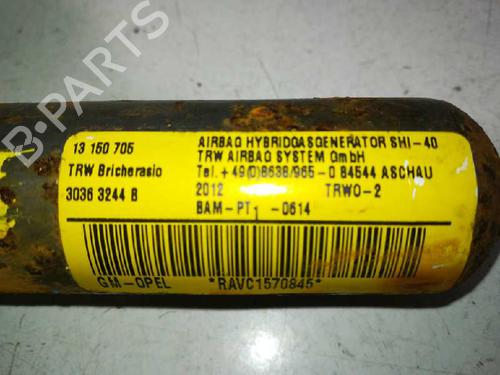 13 150 705
TRW Bricherasio
3036 3244 B
AIRBAG HYBRIDGASGENERATOR SHI-40
TRW AIRBAG SYSTEM GmbH
Tel. +49(0)8638/965-0 84544 ASCHAU
2012 TRWO-2
BAM-PT1 -0614
GM-OPEL *RAVC1570845*
B-PARTS